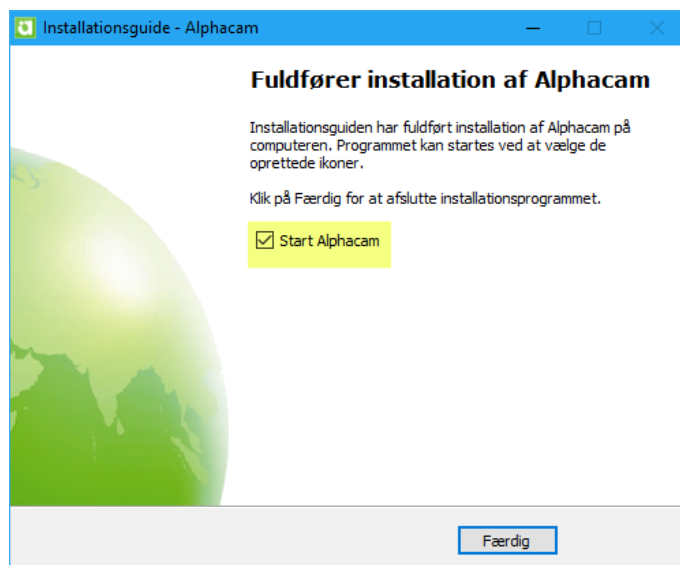 Installationsguide - Alphacam
Fuldfører installation af Alphacam
Installationsguiden har fuldført installation af Alphacam på
computeren. Programmet kan startes ved at vælge de
oprettede ikoner.
Klik på Færdig for at afslutte installationsprogrammet.
Start Alphacam
Færdig